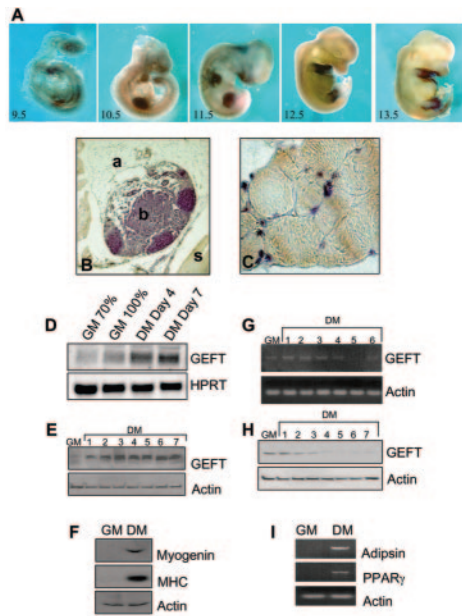 A
9.5 10.5 11.5 12.5 13.5
a
b
B s
C
D
GM 70% GM 100% DM Day 4 DM Day 7
GEFT
HPRT
E
DM
GM 1 2 3 4 5 6 7
GEFT
Actin
F GM DM
Myogenin
MHC
Actin
G
DM
GM 1 2 3 4 5 6
GEFT
Actin
H
DM
GM 1 2 3 4 5 6 7
GEFT
Actin
I GM DM
Adipsin
PPARγ
Actin